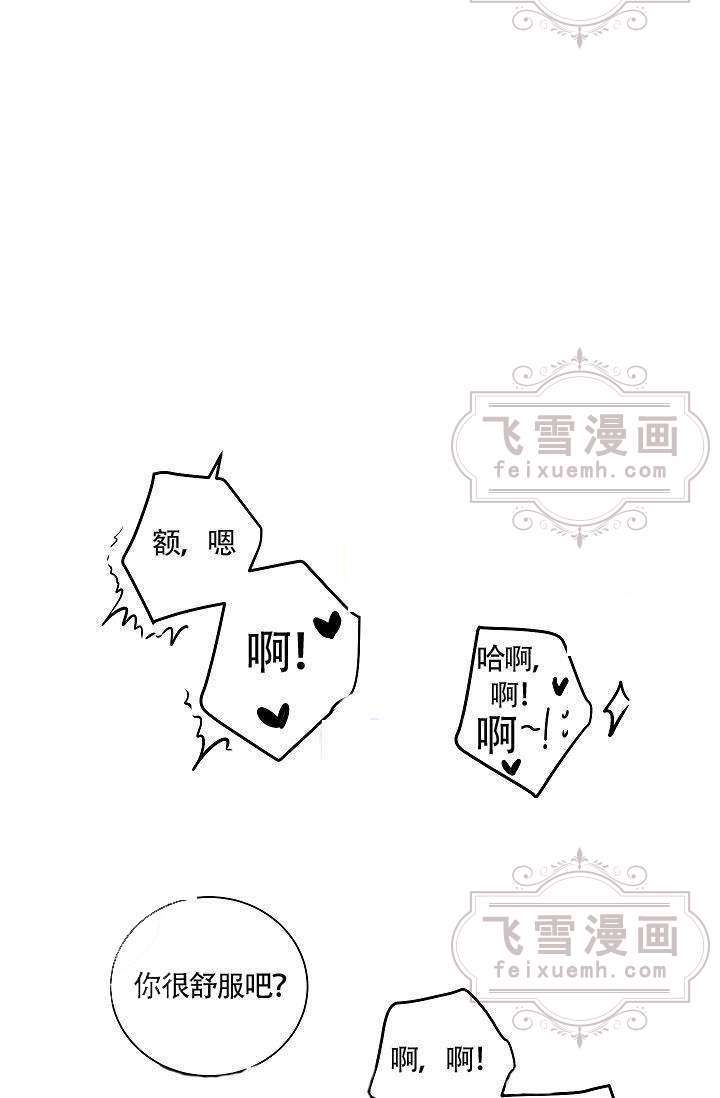 飞雪漫画
feixuemh.com
额，嗯
啊！
哈啊，
啊！
啊~！
飞雪漫画
feixuemh.com
你很舒服吧？
啊，啊！